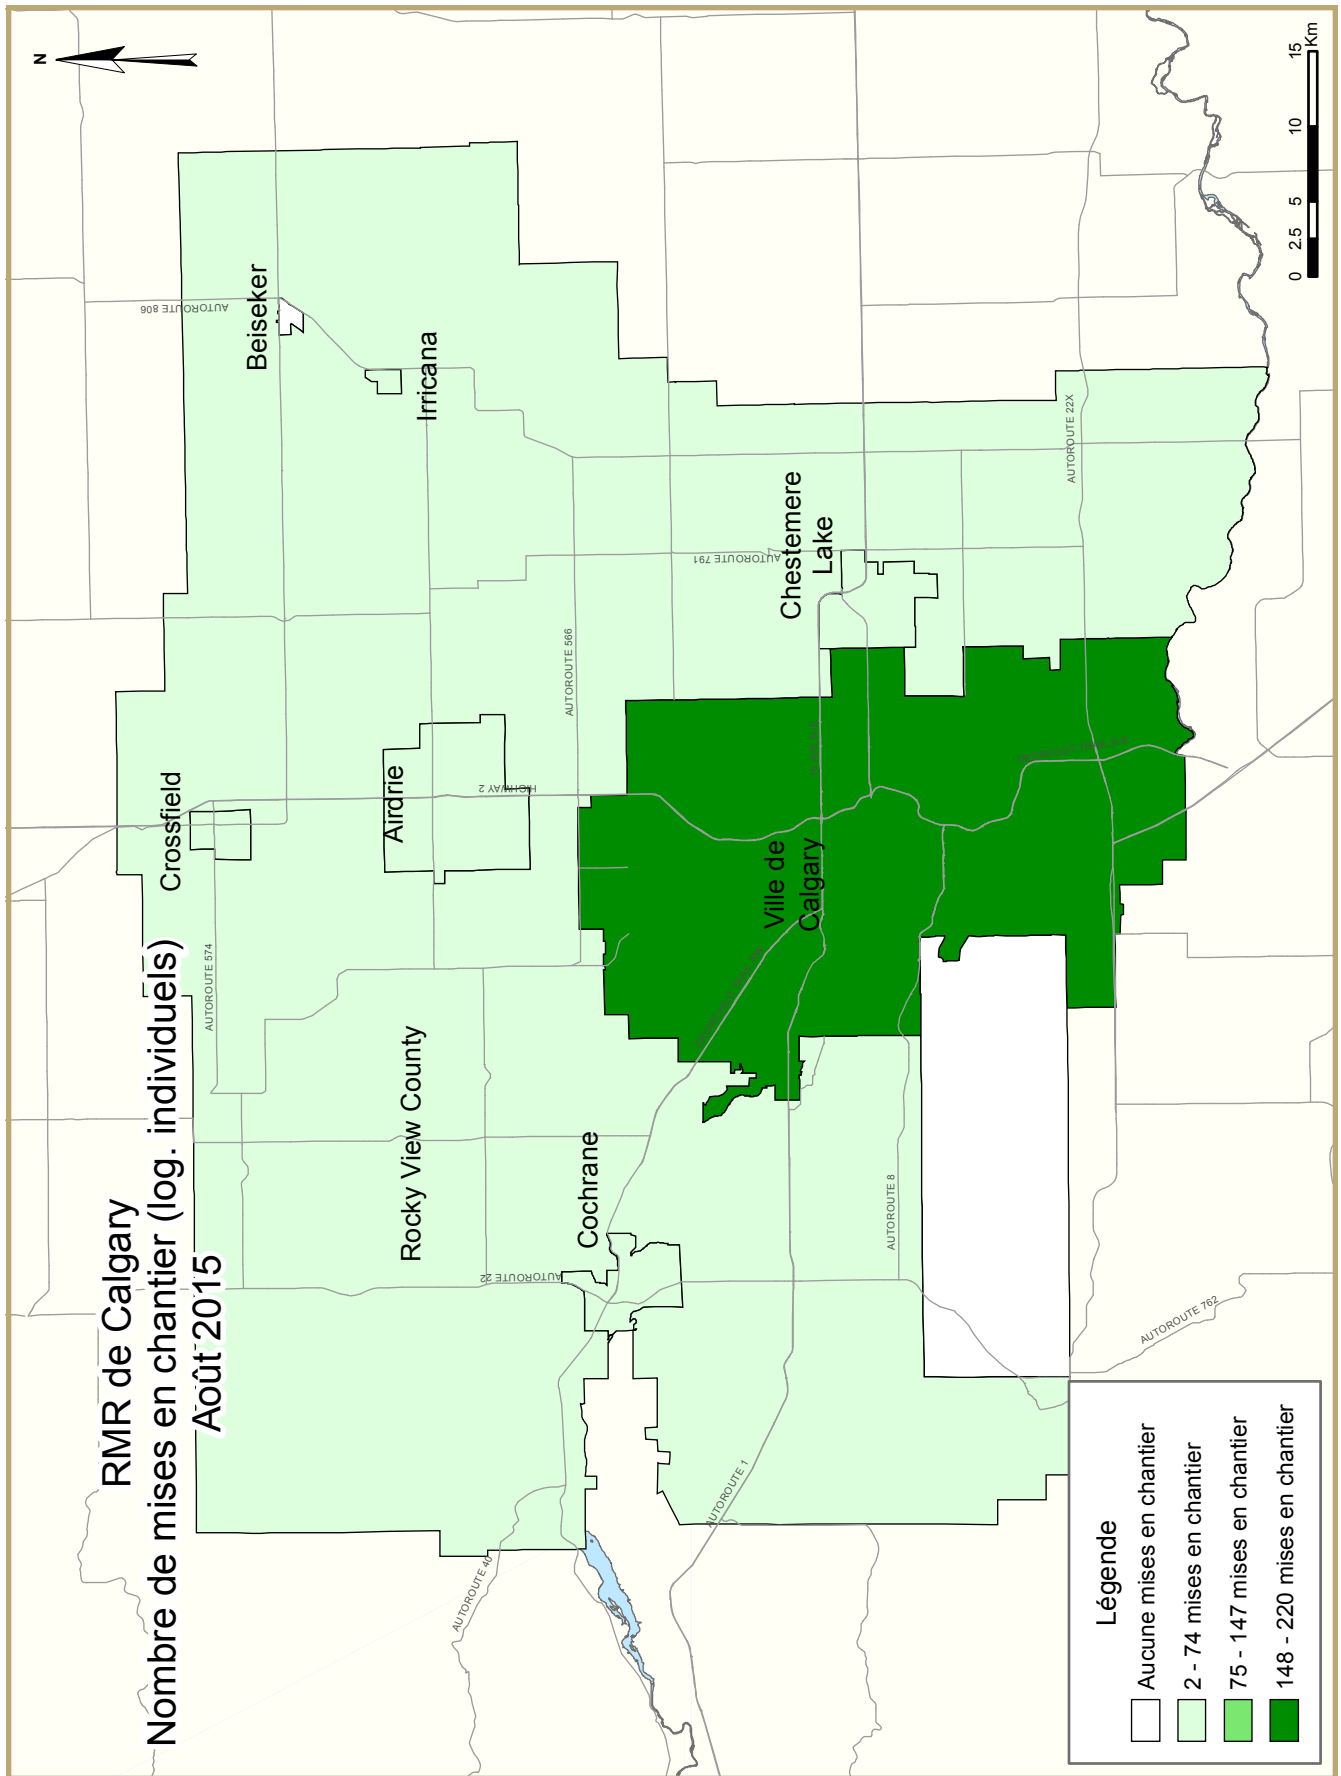 RMR de Calgary
Nombre de mises en chantier (log. individuels)
Août 2015
N
Crossfield
Beiseker
Irricana
Airdrie
Rocky View County
Cochrane
Chestemere
Lake
Ville de
Calgary
AUTOROUTE 574
AUTOROUTE 806
HIGHWAY 2
AUTOROUTE 566
AUTOROUTE 791
AUTOROUTE 22
AUTOROUTE 40
AUTOROUTE 1
AUTOROUTE 8
AUTOROUTE 22X
AUTOROUTE 762
Légende
Aucune mises en chantier
2 - 74 mises en chantier
75 - 147 mises en chantier
148 - 220 mises en chantier
0 2.5 5 10 15
Km